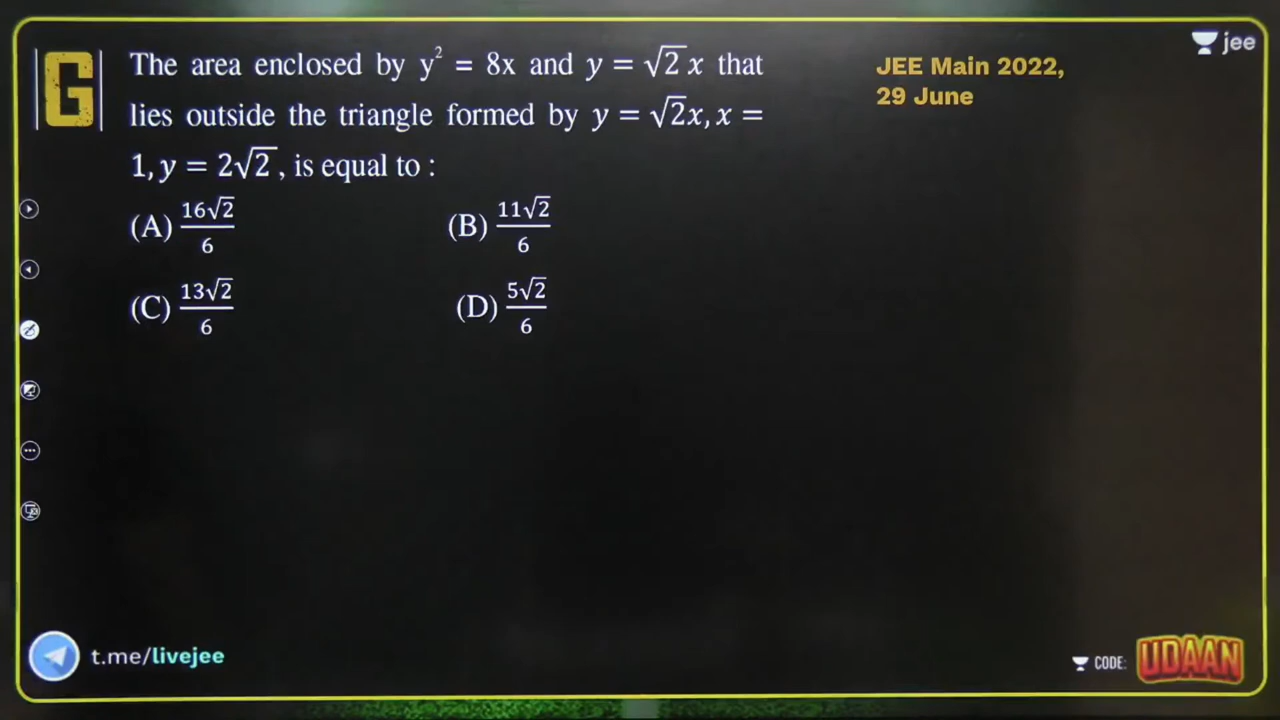 G
The area enclosed by y² = 8x and y = √2 x that
lies outside the triangle formed by y = √2x, x =
1, y = 2√2 , is equal to :
(A) 16√2/6
(B) 11√2/6
(C) 13√2/6
(D) 5√2/6
JEE Main 2022,
29 June
jee
t.me/livejee
CODE: UDAAN